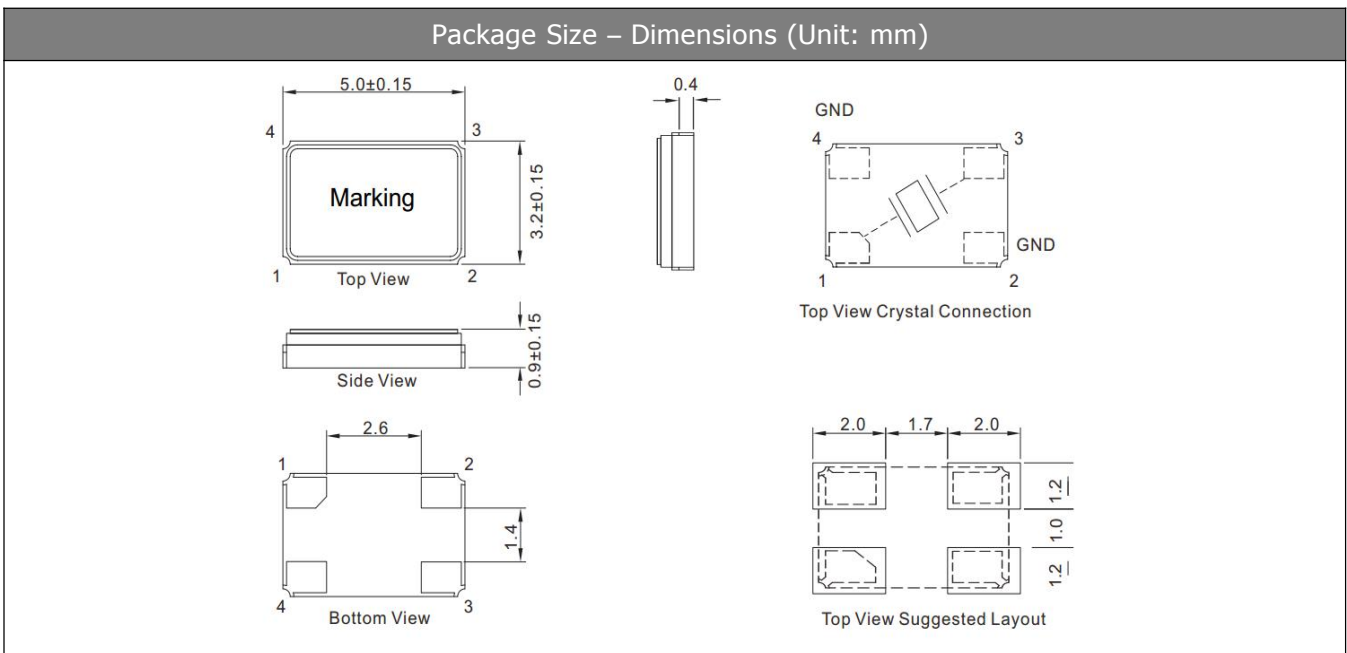 Package Size – Dimensions (Unit: mm)
5.0±0.15
4
3
Marking
3.2±0.15
1
Top View
2
0.4
GND
4
3
GND
1
2
Top View Crystal Connection
0.9±0.15
Side View
2.6
1
2
1.4
4
3
Bottom View
2.0
1.7
2.0
1.2
1.0
1.2
Top View Suggested Layout